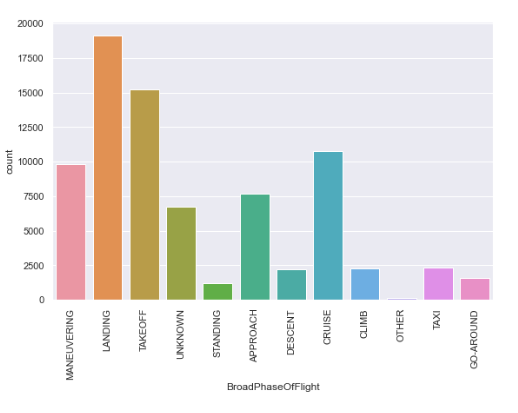 20000
17500
15000
12500
10000
7500
5000
2500
0
count
MANEUVERING
LANDING
TAKEOFF
UNKNOWN
STANDING
APPROACH
DESCENT
CRUISE
CLIMB
OTHER
TAXI
GO-AROUND
BroadPhaseOfFlight